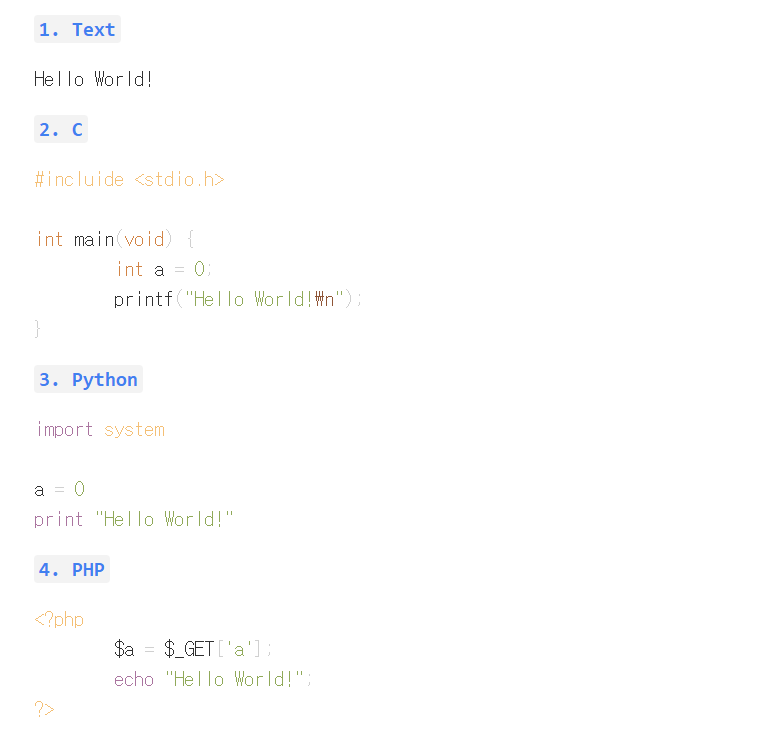 1. Text
Hello World!
2. C
#incluide <stdio.h>
int main(void) {
int a = 0;
printf("Hello World!₩n");
}
3. Python
import system
a = 0
print "Hello World!"
4. PHP
<?php
$a = $_GET['a'];
echo "Hello World!";
?>